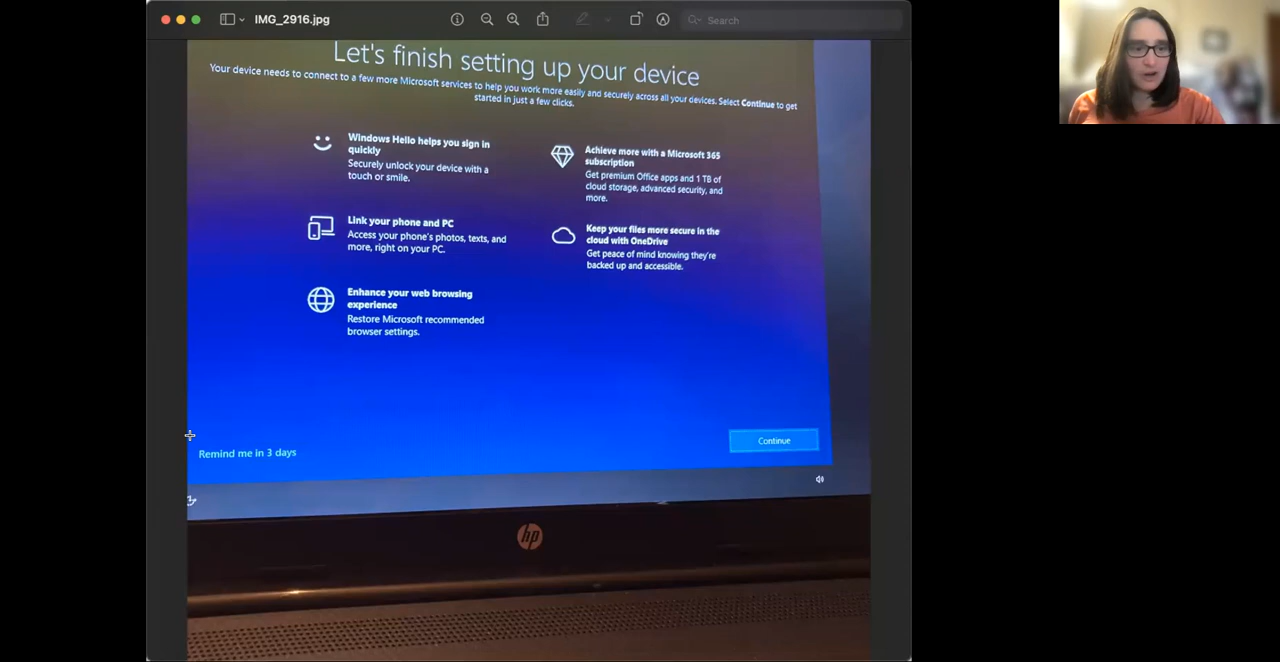 IMG_2916.jpg
Search
Let's finish setting up your device
Your device needs to connect to a few more Microsoft services to help you work more easily and securely across all your devices. Select Continue to get
started in just a few clicks.
Windows Hello helps you sign in
quickly
Securely unlock your device with a
touch or smile.
Link your phone and PC
Access your phone's photos, texts, and
more, right on your PC.
Enhance your web browsing
experience
Restore Microsoft recommended
browser settings.
Achieve more with a Microsoft 365
subscription
Get premium Office apps and 1 TB of
cloud storage, advanced security, and
more.
Keep your files more secure in the
cloud with OneDrive
Get peace of mind knowing they're
backed up and accessible.
Remind me in 3 days
Continue
hp